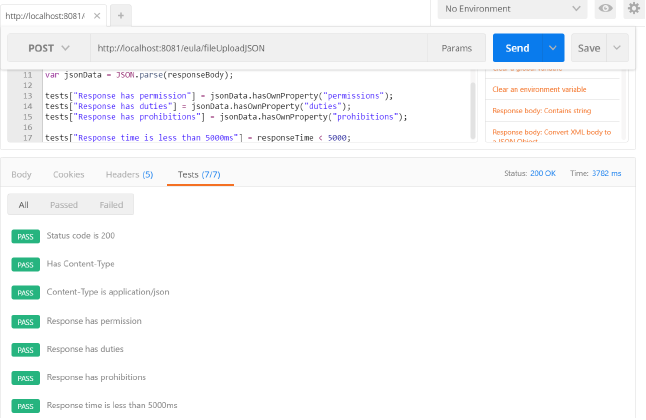 http://localhost:8081/
No Environment
POST
http://localhost:8081/eula/fileUploadJSON
Params
Send
Save
11 var jsonData = JSON.parse(responseBody);
12
13 tests["Response has permission"] = jsonData.hasOwnProperty("permissions");
14 tests["Response has duties"] = jsonData.hasOwnProperty("duties");
15 tests["Response has prohibitions"] = jsonData.hasOwnProperty("prohibitions");
16
17 tests["Response time is less than 5000ms"] = responseTime < 5000;
Clear a global variable
Clear an environment variable
Response body: Contains string
Response body: Convert XML body to
a JSON Object
Body
Cookies
Headers (5)
Tests (7/7)
Status: 200 OK
Time: 3782 ms
All
Passed
Failed
PASS Status code is 200
PASS Has Content-Type
PASS Content-Type is application/json
PASS Response has permission
PASS Response has duties
PASS Response has prohibitions
PASS Response time is less than 5000ms